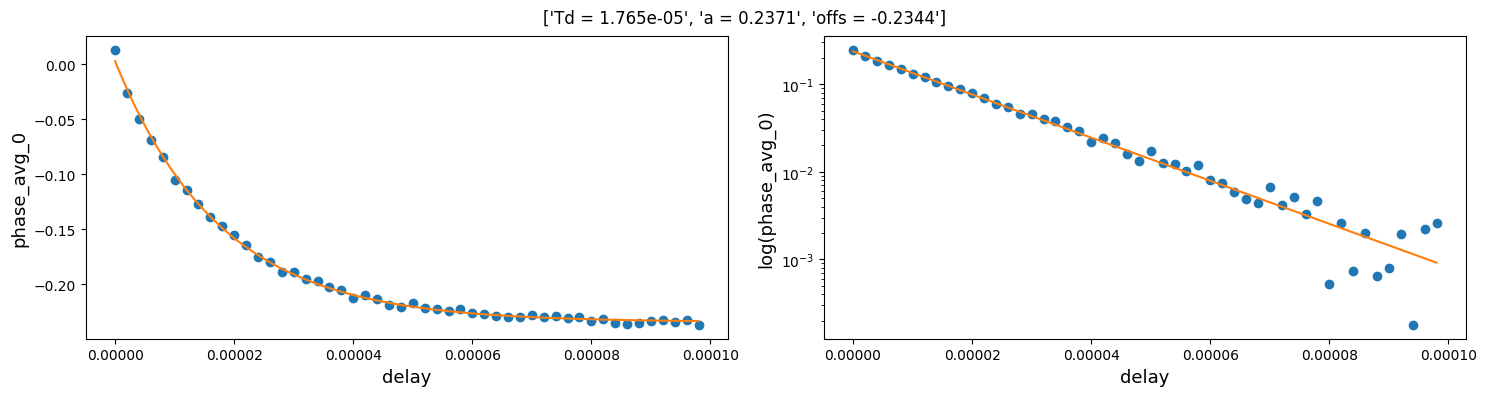 ['Td = 1.765e-05', 'a = 0.2371', 'offs = -0.2344']
phase_avg_0
0.00
−0.05
−0.10
−0.15
−0.20
0.00000 0.00002 0.00004 0.00006 0.00008 0.00010
delay
log(phase_avg_0)
10⁻¹
10⁻²
10⁻³
0.00000 0.00002 0.00004 0.00006 0.00008 0.00010
delay